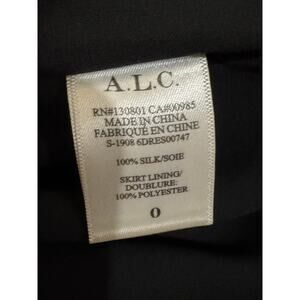 A.L.C.
RN#130801 CA#00985
MADE IN CHINA
FABRIQUÉ EN CHINE
S-1908 6DRES00747
100% SILK/SOIE
SKIRT LINING/
DOUBLURE:
100% POLYESTER
0